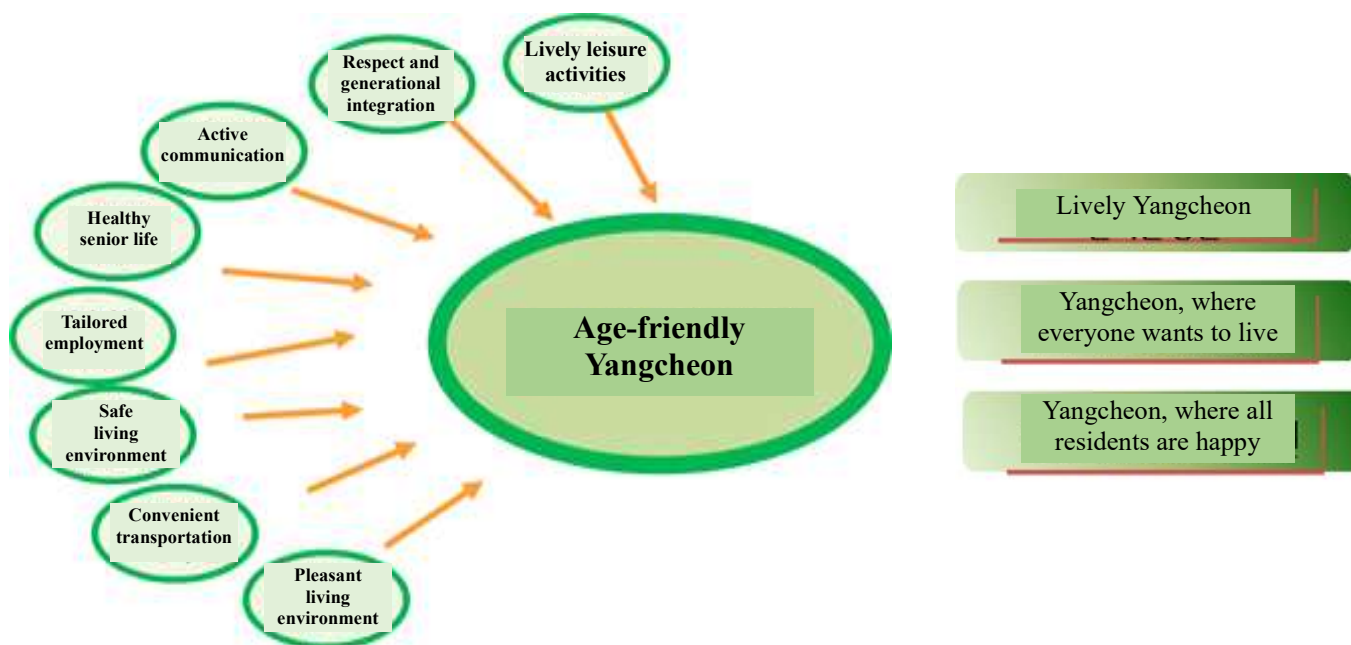 Lively leisure
activities
Respect and
generational
integration
Active
communication
Healthy
senior life
Tailored
employment
Safe
living
environment
Convenient
transportation
Pleasant
living
environment
Age-friendly
Yangcheon
Lively Yangcheon
Yangcheon, where
everyone wants to live
Yangcheon, where all
residents are happy